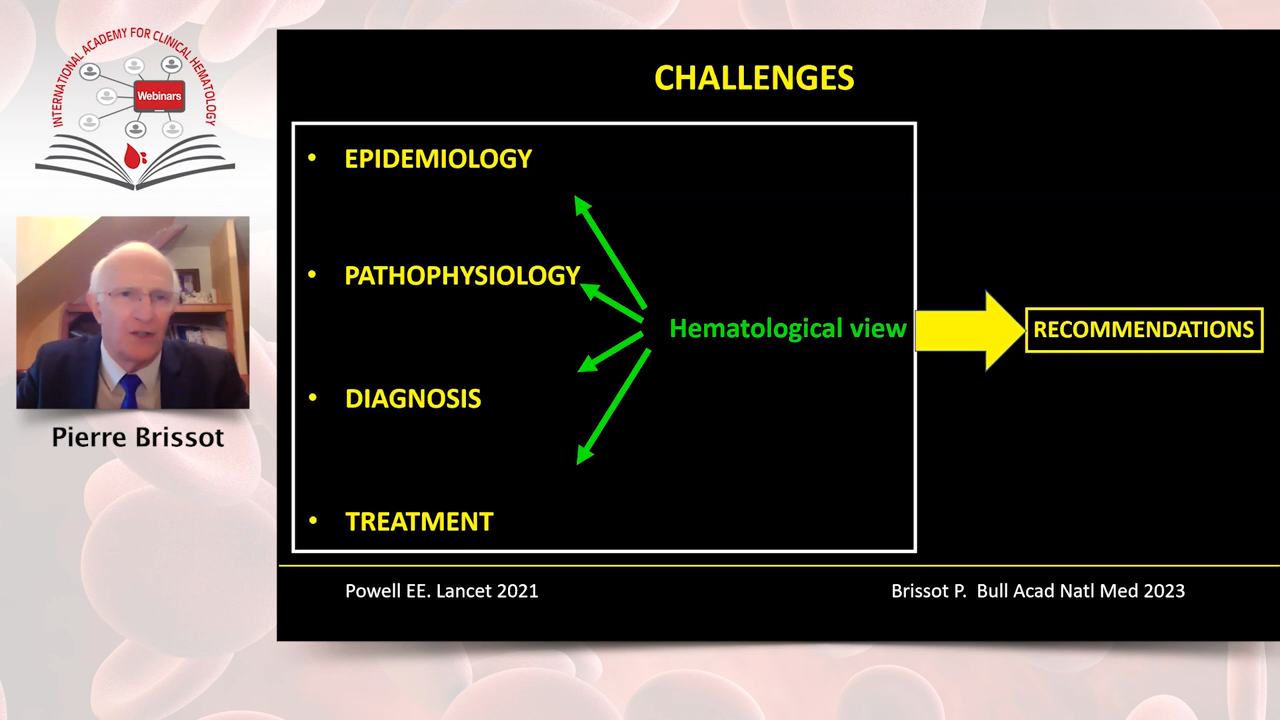 INTERNATIONAL ACADEMY FOR CLINICAL HEMATOLOGY
Webinars
Pierre Brissot
CHALLENGES
• EPIDEMIOLOGY
• PATHOPHYSIOLOGY
Hematological view
RECOMMENDATIONS
• DIAGNOSIS
• TREATMENT
Powell EE. Lancet 2021
Brissot P. Bull Acad Natl Med 2023